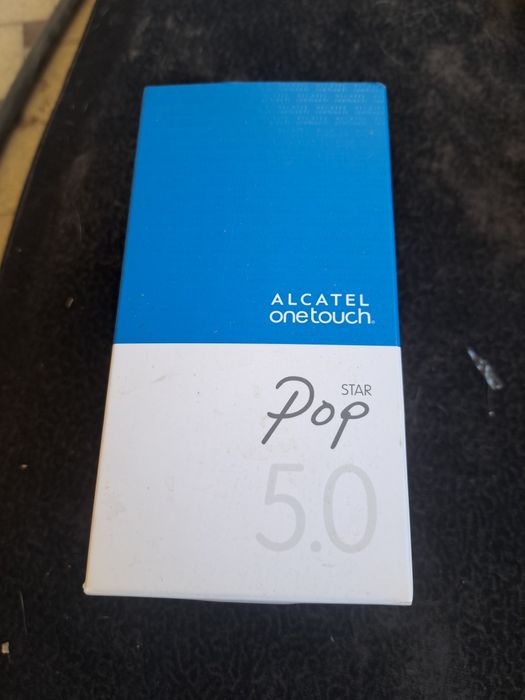 ALCATEL
onetouch.
STAR
Pop
5.0